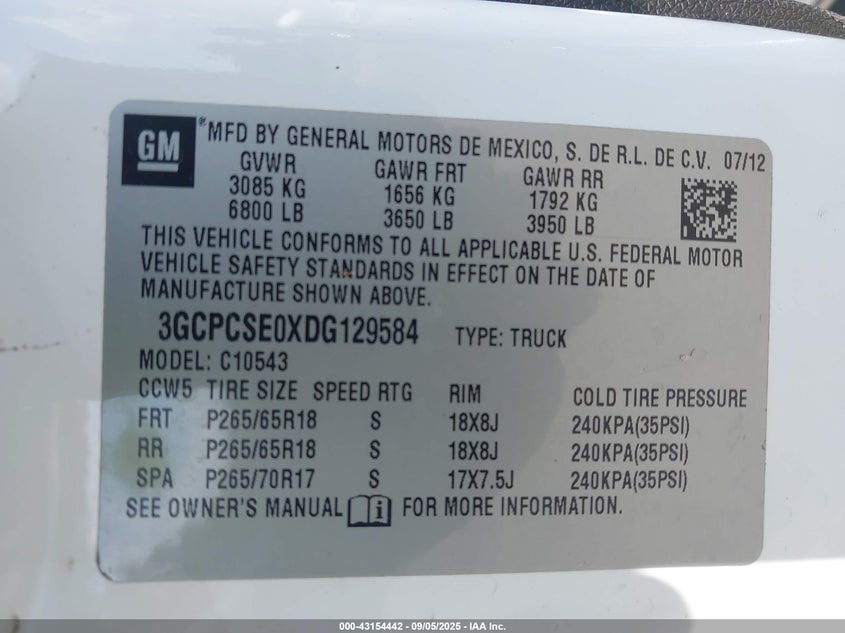 GM
*MFD BY GENERAL MOTORS DE MEXICO, S. DE R.L. DE C.V. 07/12
GVWR GAWR FRT GAWR RR
3085 KG 1656 KG 1792 KG
6800 LB 3650 LB 3950 LB
THIS VEHICLE CONFORMS TO ALL APPLICABLE U.S. FEDERAL MOTOR
VEHICLE SAFETY STANDARDS IN EFFECT ON THE DATE OF
MANUFACTURE SHOWN ABOVE.
3GCPCSE0XDG129584 TYPE: TRUCK
MODEL: C10543
CCW5 TIRE SIZE SPEED RTG RIM COLD TIRE PRESSURE
FRT P265/65R18 S 18X8J 240KPA(35PSI)
RR P265/65R18 S 18X8J 240KPA(35PSI)
SPA P265/70R17 S 17X7.5J 240KPA(35PSI)
SEE OWNER'S MANUAL FOR MORE INFORMATION.
000-43154442 - 09/05/2025 - IAA Inc.